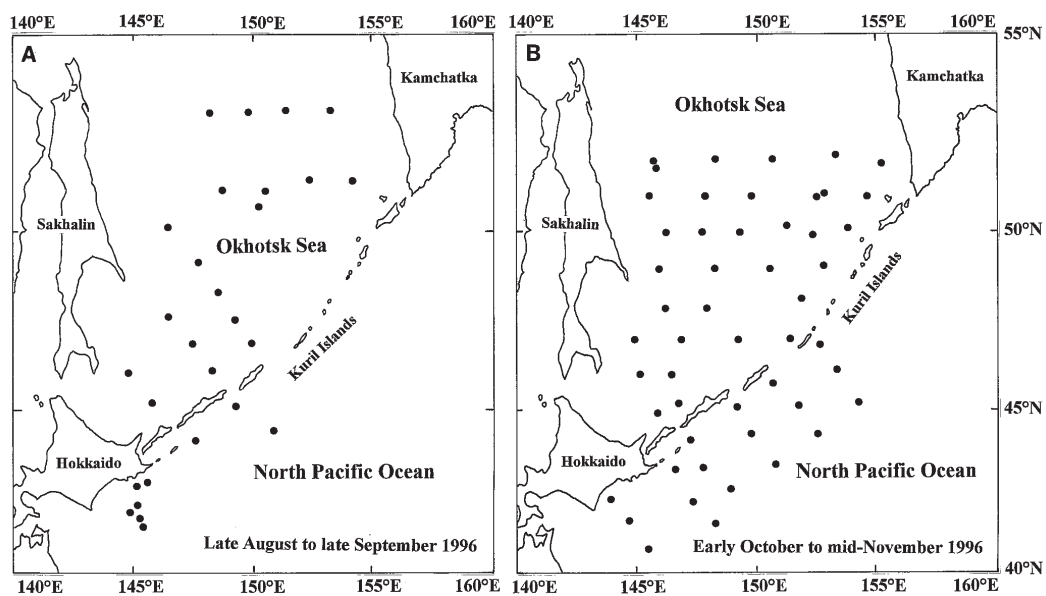 140°E 145°E 150°E 155°E 160°E
140°E 145°E 150°E 155°E 160°E
55°N
A
B
Kamchatka
Kamchatka
Okhotsk Sea
Sakhalin
Okhotsk Sea
Sakhalin
50°N
Kuril Islands
Kuril Islands
45°N
Hokkaido
North Pacific Ocean
Hokkaido
North Pacific Ocean
Late August to late September 1996
Early October to mid-November 1996
40°N
140°E 145°E 150°E 155°E 160°E
140°E 145°E 150°E 155°E 160°E